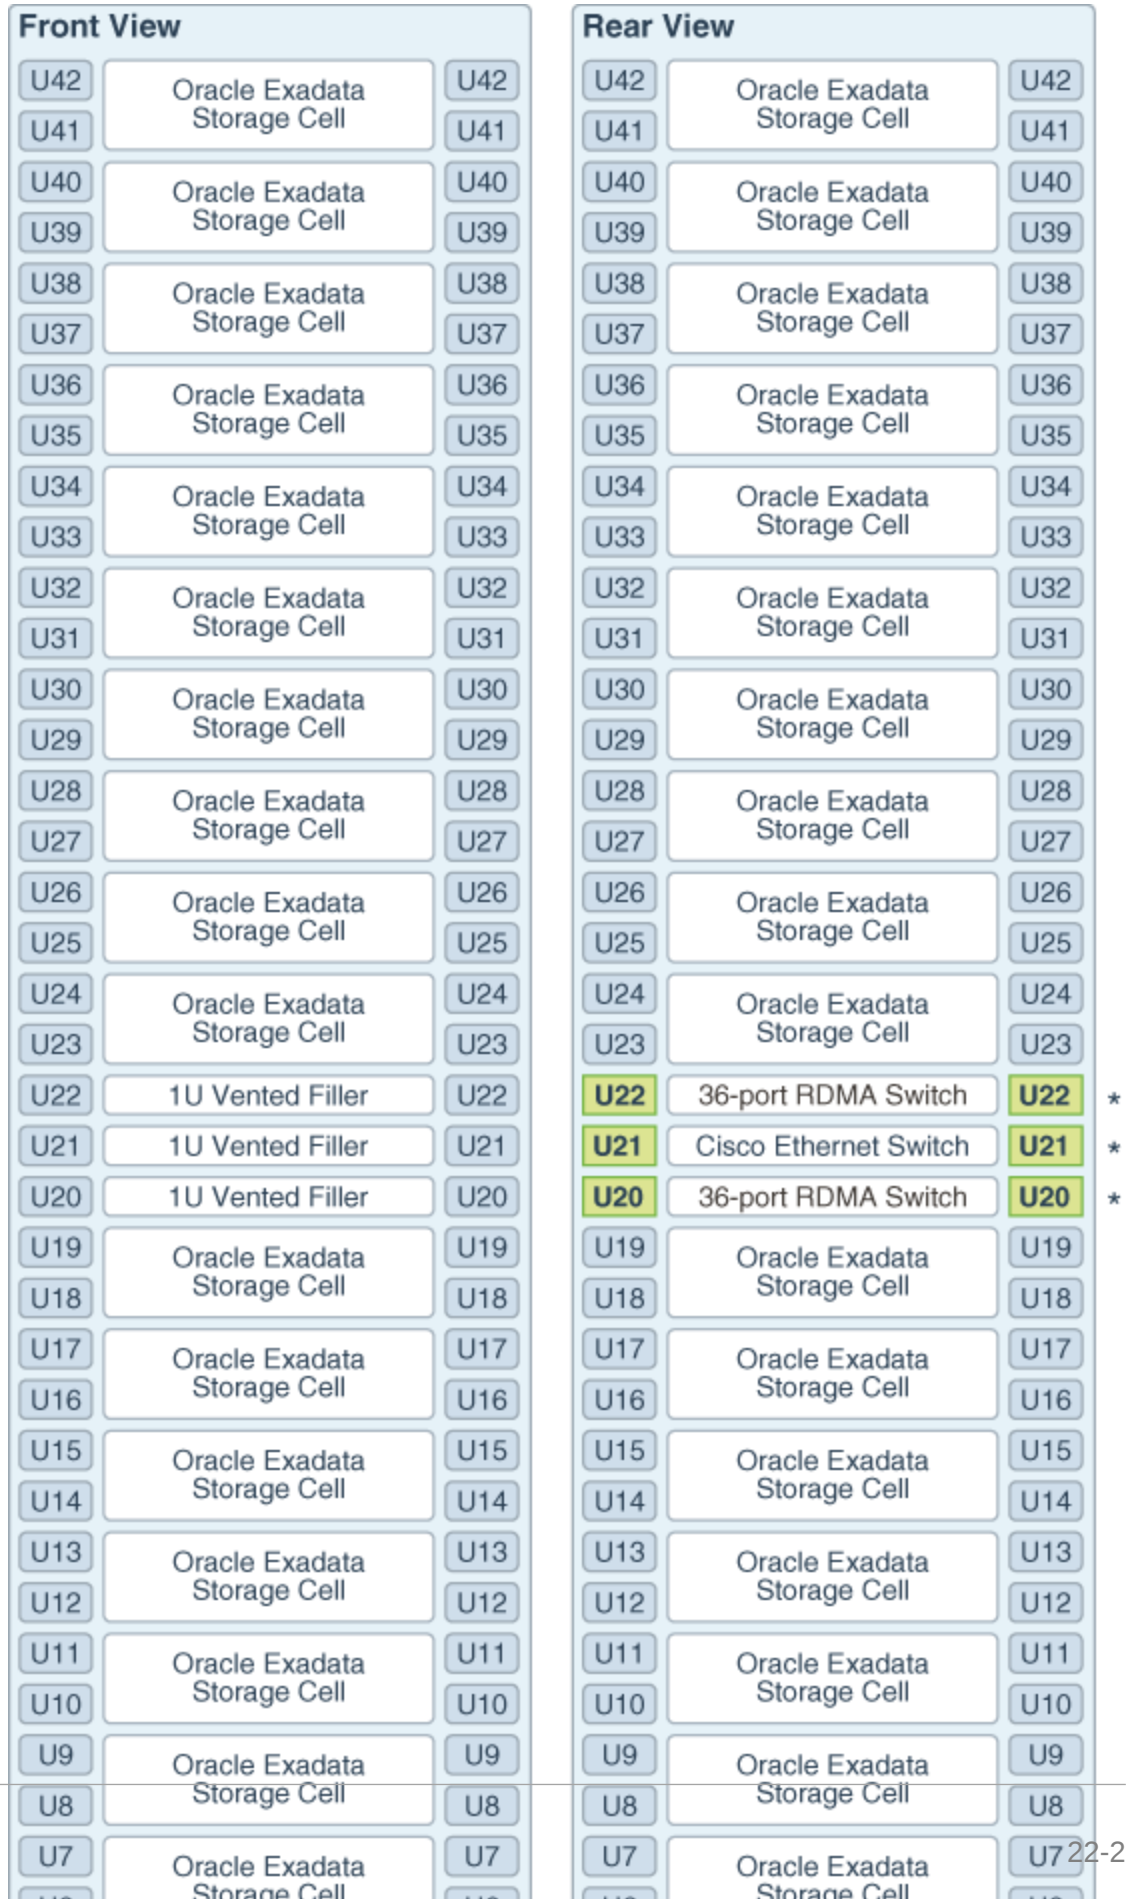 Front View
U42 Oracle Exadata U42
U41 Storage Cell U41
U40 Oracle Exadata U40
U39 Storage Cell U39
U38 Oracle Exadata U38
U37 Storage Cell U37
U36 Oracle Exadata U36
U35 Storage Cell U35
U34 Oracle Exadata U34
U33 Storage Cell U33
U32 Oracle Exadata U32
U31 Storage Cell U31
U30 Oracle Exadata U30
U29 Storage Cell U29
U28 Oracle Exadata U28
U27 Storage Cell U27
U26 Oracle Exadata U26
U25 Storage Cell U25
U24 Oracle Exadata U24
U23 Storage Cell U23
U22 1U Vented Filler U22
U21 1U Vented Filler U21
U20 1U Vented Filler U20
U19 Oracle Exadata U19
U18 Storage Cell U18
U17 Oracle Exadata U17
U16 Storage Cell U16
U15 Oracle Exadata U15
U14 Storage Cell U14
U13 Oracle Exadata U13
U12 Storage Cell U12
U11 Oracle Exadata U11
U10 Storage Cell U10
U9 Oracle Exadata U9
U8 Storage Cell U8
U7 Oracle Exadata U7
Storage Cell
Rear View
U42 Oracle Exadata U42
U41 Storage Cell U41
U40 Oracle Exadata U40
U39 Storage Cell U39
U38 Oracle Exadata U38
U37 Storage Cell U37
U36 Oracle Exadata U36
U35 Storage Cell U35
U34 Oracle Exadata U34
U33 Storage Cell U33
U32 Oracle Exadata U32
U31 Storage Cell U31
U30 Oracle Exadata U30
U29 Storage Cell U29
U28 Oracle Exadata U28
U27 Storage Cell U27
U26 Oracle Exadata U26
U25 Storage Cell U25
U24 Oracle Exadata U24
U23 Storage Cell U23
U22 36-port RDMA Switch U22 *
U21 Cisco Ethernet Switch U21 *
U20 36-port RDMA Switch U20 *
U19 Oracle Exadata U19
U18 Storage Cell U18
U17 Oracle Exadata U17
U16 Storage Cell U16
U15 Oracle Exadata U15
U14 Storage Cell U14
U13 Oracle Exadata U13
U12 Storage Cell U12
U11 Oracle Exadata U11
U10 Storage Cell U10
U9 Oracle Exadata U9
U8 Storage Cell U8
U7 Oracle Exadata U7
Storage Cell
22-2